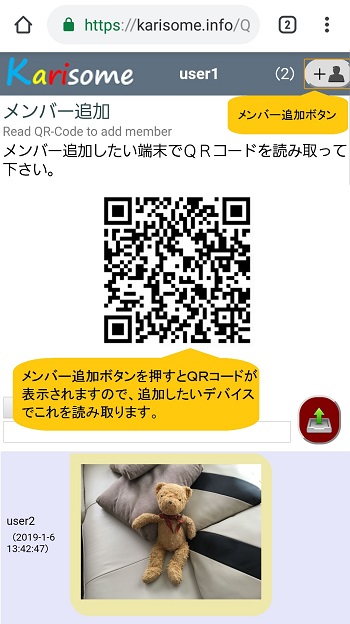 https://karisome.info/Q
2
Karisome
user1
(2)
+
メンバー追加
メンバー追加ボタン
Read QR-Code to add member
メンバー追加したい端末でＱＲコードを読み取って
下さい。
メンバー追加ボタンを押すとQRコードが
表示されますので、追加したいデバイス
でこれを読み取ります。
user2
（2019-1-6
13:42:47）